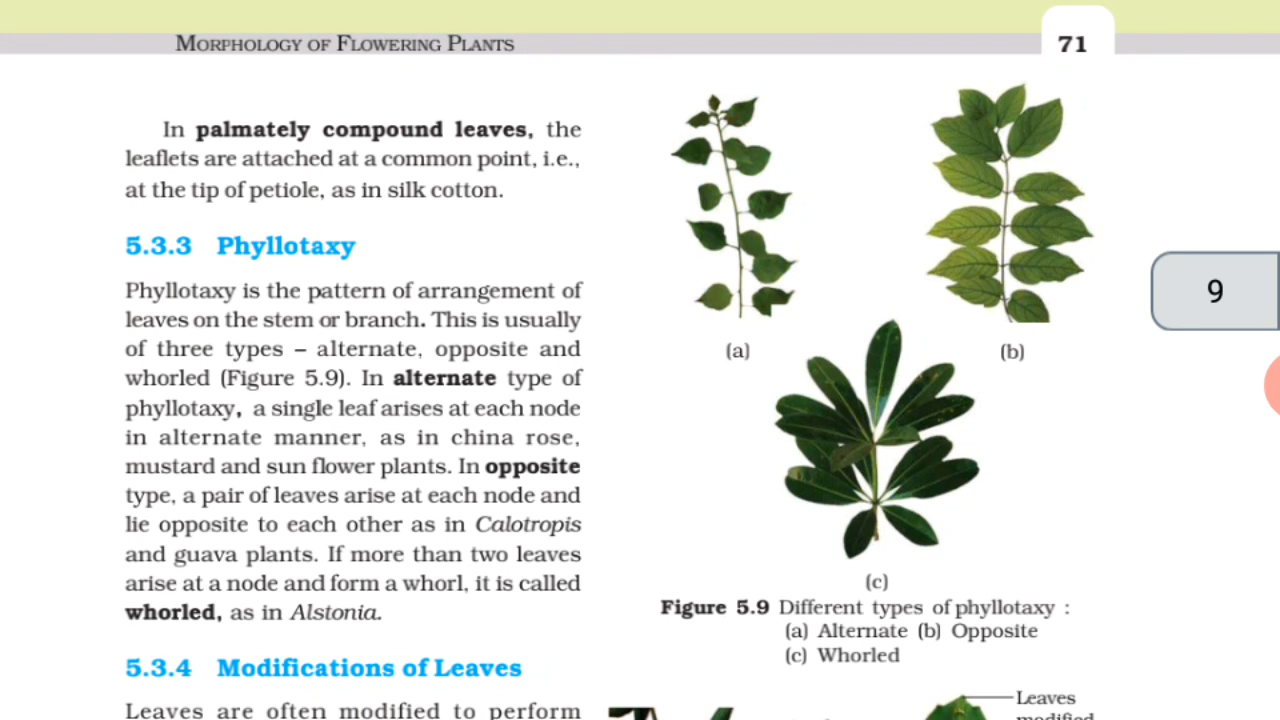 MORPHOLOGY OF FLOWERING PLANTS
71
In palmately compound leaves, the
leaflets are attached at a common point, i.e.,
at the tip of petiole, as in silk cotton.
5.3.3 Phyllotaxy
Phyllotaxy is the pattern of arrangement of
leaves on the stem or branch. This is usually
of three types – alternate, opposite and
whorled (Figure 5.9). In alternate type of
phyllotaxy, a single leaf arises at each node
in alternate manner, as in china rose,
mustard and sun flower plants. In opposite
type, a pair of leaves arise at each node and
lie opposite to each other as in Calotropis
and guava plants. If more than two leaves
arise at a node and form a whorl, it is called
whorled, as in Alstonia.
5.3.4 Modifications of Leaves
Leaves are often modified to perform
(a)
(b)
(c)
Figure 5.9 Different types of phyllotaxy :
(a) Alternate (b) Opposite
(c) Whorled
Leaves
modified
9